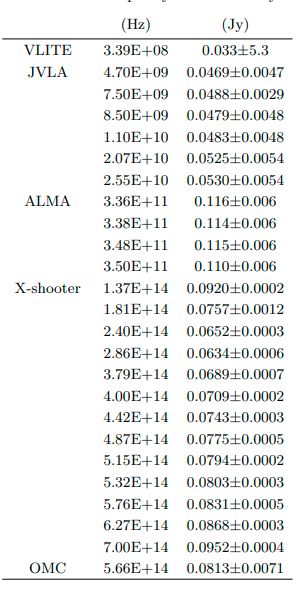 (Hz) (Jy)
VLITE 3.39E+08 0.033±5.3
JVLA 4.70E+09 0.0469±0.0047
7.50E+09 0.0488±0.0029
8.50E+09 0.0479±0.0048
1.10E+10 0.0483±0.0048
2.07E+10 0.0525±0.0054
2.55E+10 0.0530±0.0054
ALMA 3.36E+11 0.116±0.006
3.38E+11 0.114±0.006
3.48E+11 0.115±0.006
3.50E+11 0.110±0.006
X-shooter 1.37E+14 0.0920±0.0002
1.81E+14 0.0757±0.0012
2.40E+14 0.0652±0.0003
2.86E+14 0.0634±0.0006
3.79E+14 0.0689±0.0007
4.00E+14 0.0709±0.0002
4.42E+14 0.0743±0.0003
4.87E+14 0.0775±0.0005
5.15E+14 0.0794±0.0002
5.32E+14 0.0803±0.0003
5.76E+14 0.0831±0.0005
6.27E+14 0.0868±0.0003
7.00E+14 0.0952±0.0004
OMC 5.66E+14 0.0813±0.0071